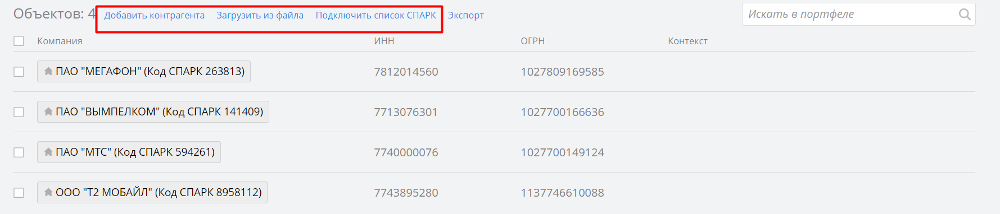 Объектов: 4 Добавить контрагента Загрузить из файла Подключить список СПАРК Экспорт Искать в портфеле
Компания ИНН ОГРН Контекст
ПАО "МЕГАФОН" (Код СПАРК 263813) 7812014560 1027809169585
ПАО "ВЫМПЕЛКОМ" (Код СПАРК 141409) 7713076301 1027700166636
ПАО "МТС" (Код СПАРК 594261) 7740000076 1027700149124
ООО "Т2 МОБАЙЛ" (Код СПАРК 8958112) 7743895280 1137746610088